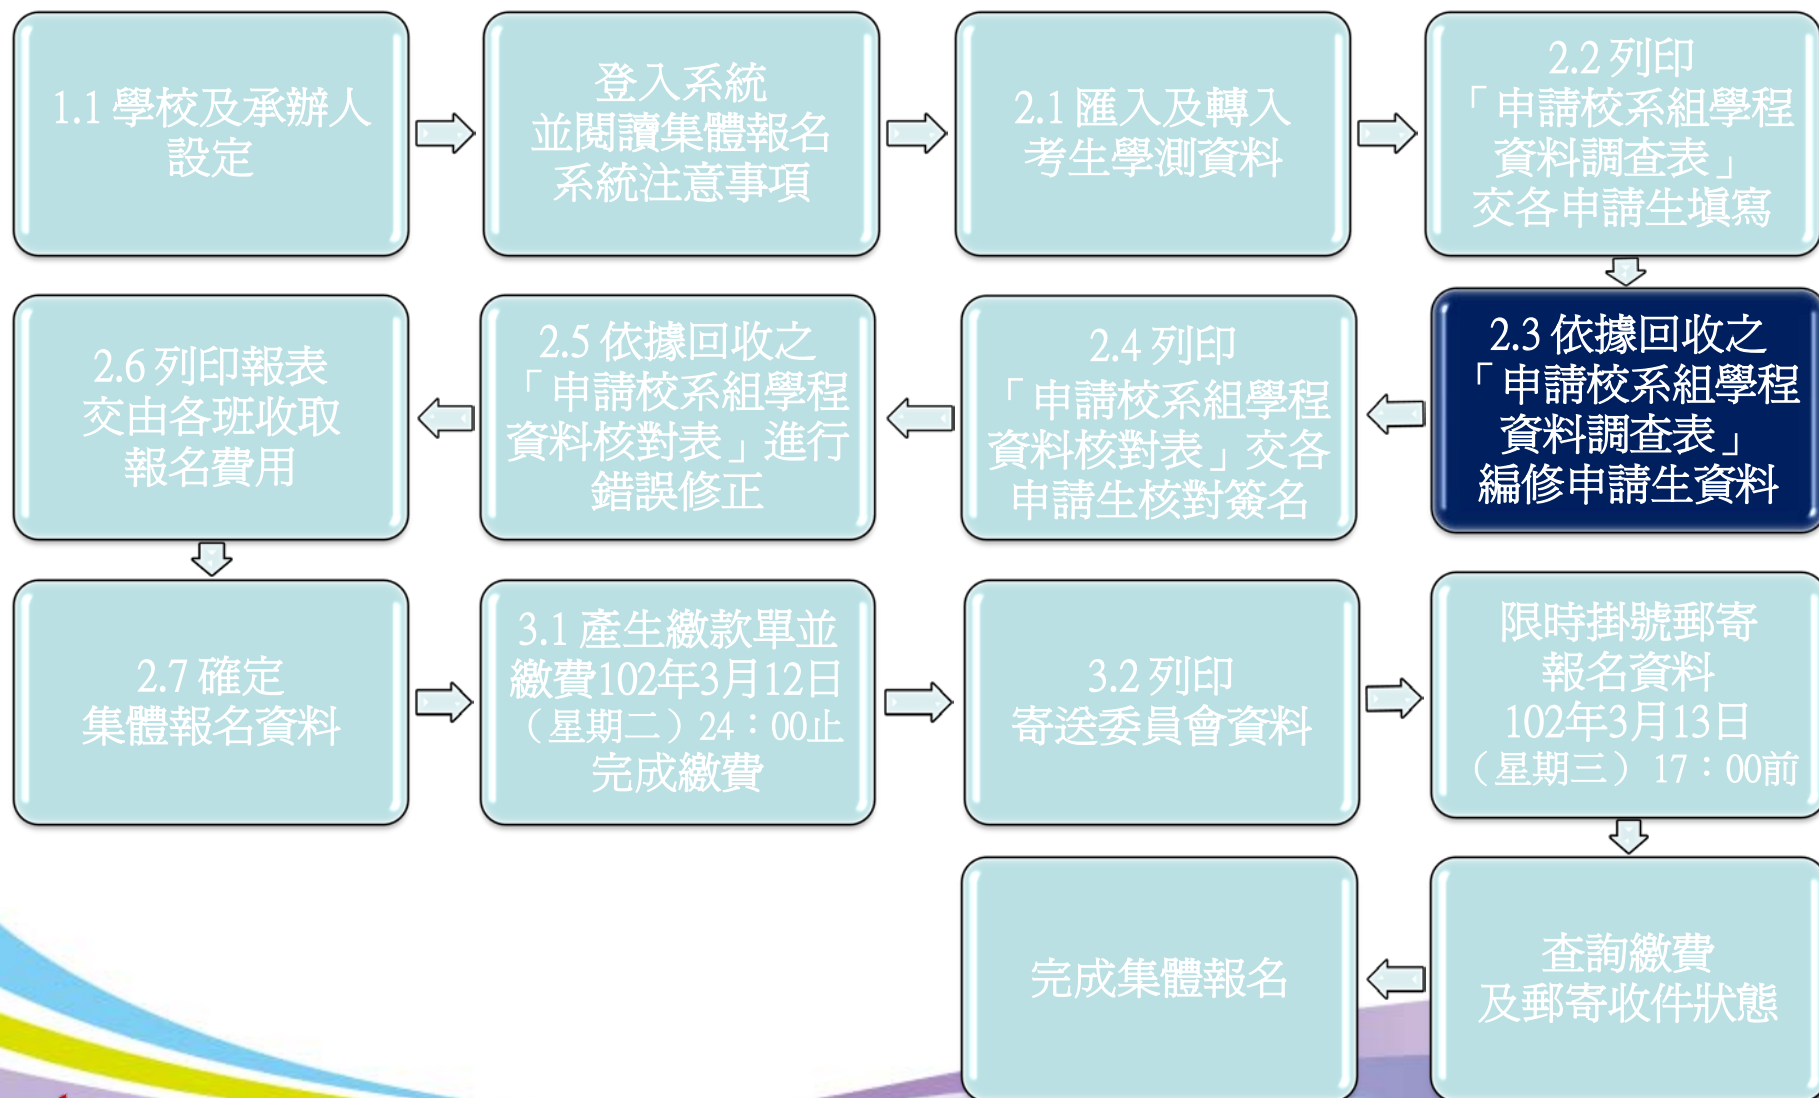 1.1 學校及承辦人
設定
登入系統
並閱讀集體報名
系統注意事項
2.1 匯入及轉入
考生學測資料
2.2 列印
「申請校系組學程
資料調查表」
交各申請生填寫
2.3 依據回收之
「申請校系組學程
資料調查表」
編修申請生資料
2.4 列印
「申請校系組學程
資料核對表」交各
申請生核對簽名
2.5 依據回收之
「申請校系組學程
資料核對表」進行
錯誤修正
2.6 列印報表
交由各班收取
報名費用
2.7 確定
集體報名資料
3.1 產生繳款單並
繳費102年3月12日
（星期二）24：00止
完成繳費
3.2 列印
寄送委員會資料
限時掛號郵寄
報名資料
102年3月13日
（星期三）17：00前
查詢繳費
及郵寄收件狀態
完成集體報名